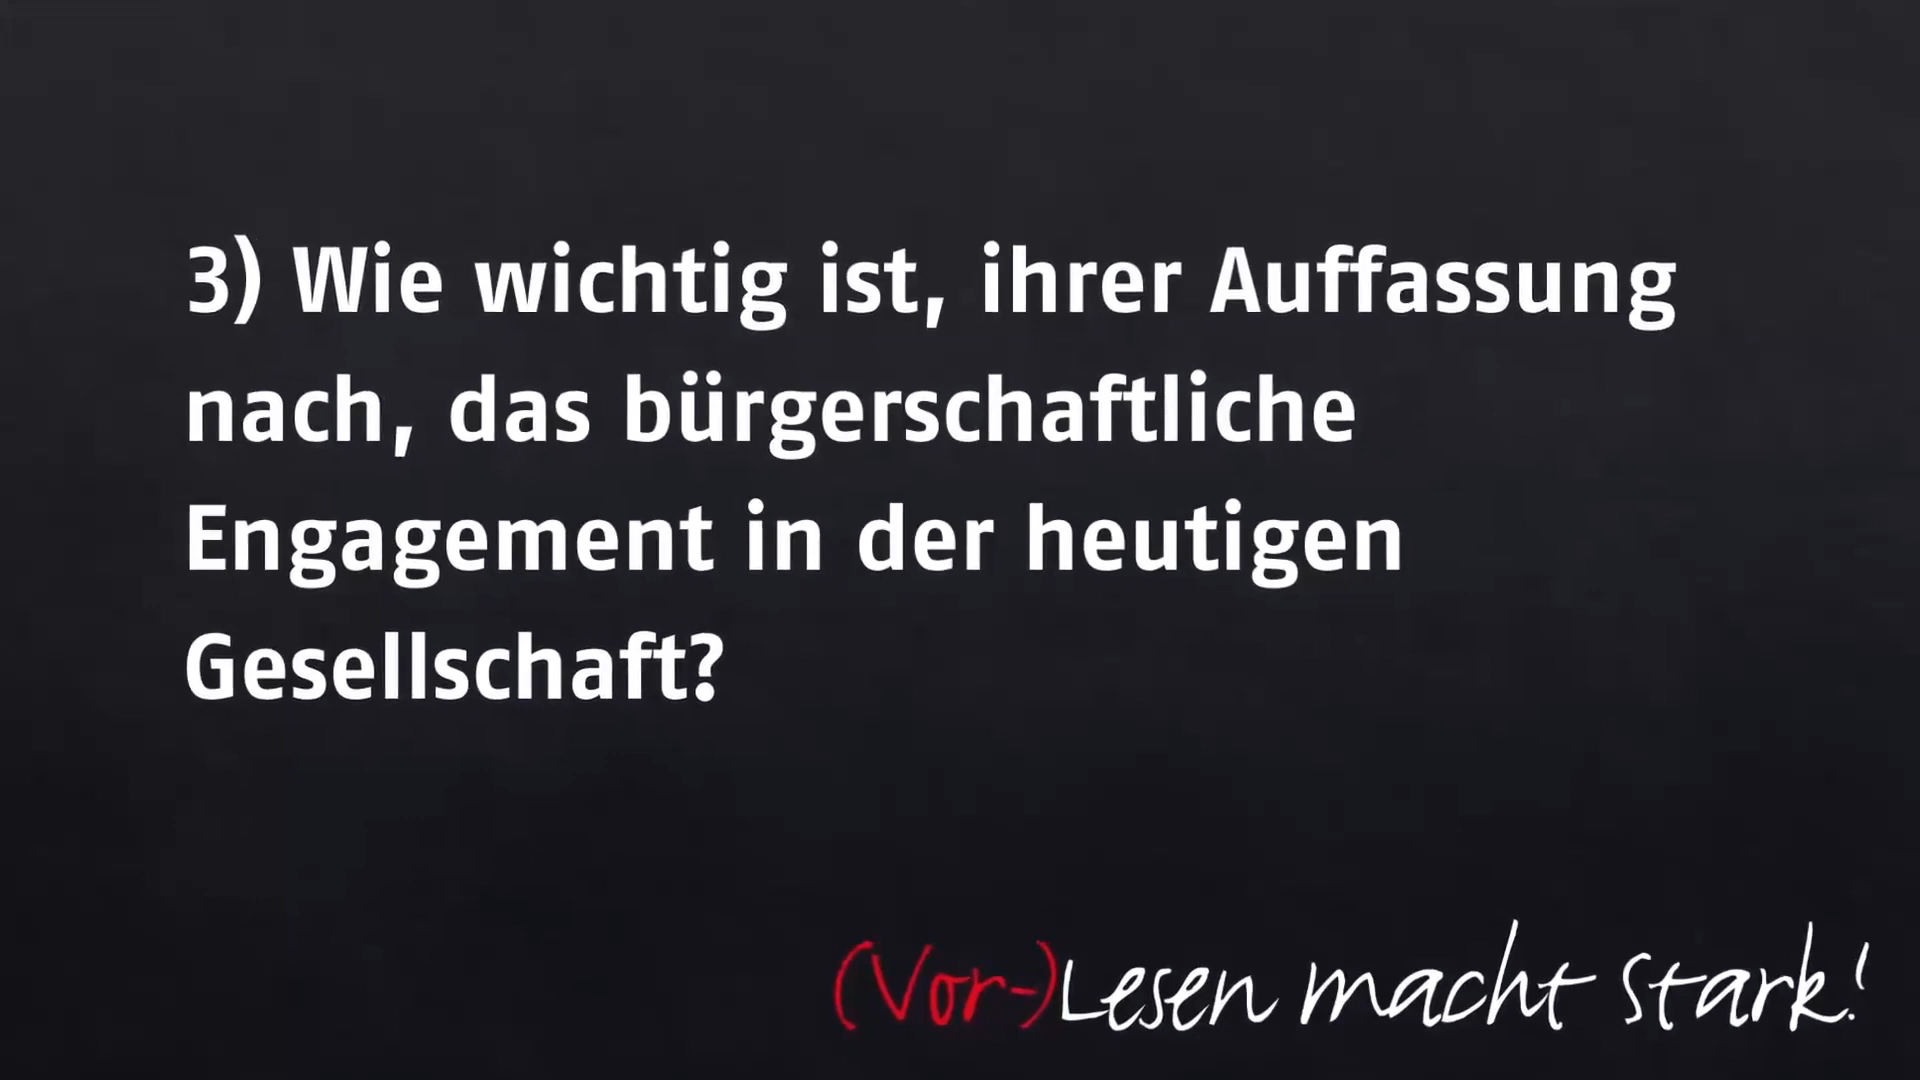 3) Wie wichtig ist, ihrer Auffassung
nach, das bürgerschaftliche
Engagement in der heutigen
Gesellschaft?
(Vor-)Lesen macht stark!